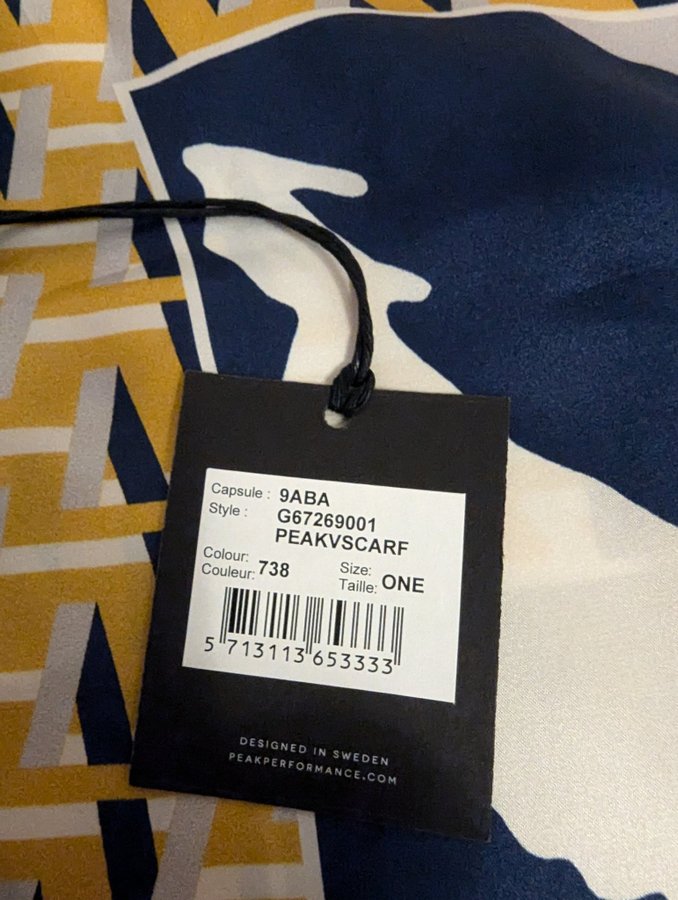 Capsule : 9ABA
Style : G67269001
PEAKVSCARF
Colour: 738 Size: ONE
Couleur: Taille:
5 713113 653333
DESIGNED IN SWEDEN
PEAKPERFORMANCE.COM